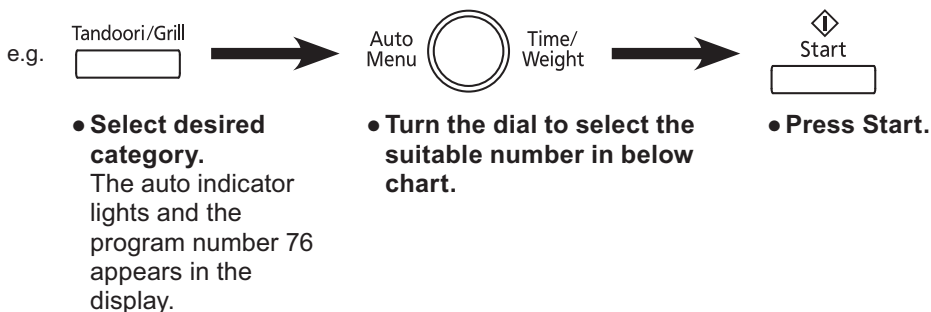 e.g.
Tandoori/Grill
Auto
Menu
Time/
Weight
Start
● Select desired
category.
The auto indicator
lights and the
program number 76
appears in the
display.
● Turn the dial to select the
suitable number in below
chart.
● Press Start.